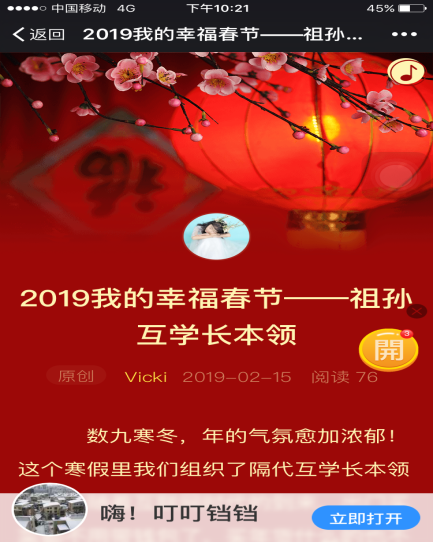 中国移动 4G 下午10:21 45%
返回 2019我的幸福春节——祖孙...
福
2019我的幸福春节——祖孙
互学长本领
開 3
原创 Vicki 2019-02-15 阅读 76
数九寒冬，年的气氛愈加浓郁！
这个寒假里我们组织了隔代互学长本领
嗨！叮叮铛铛
立即打开